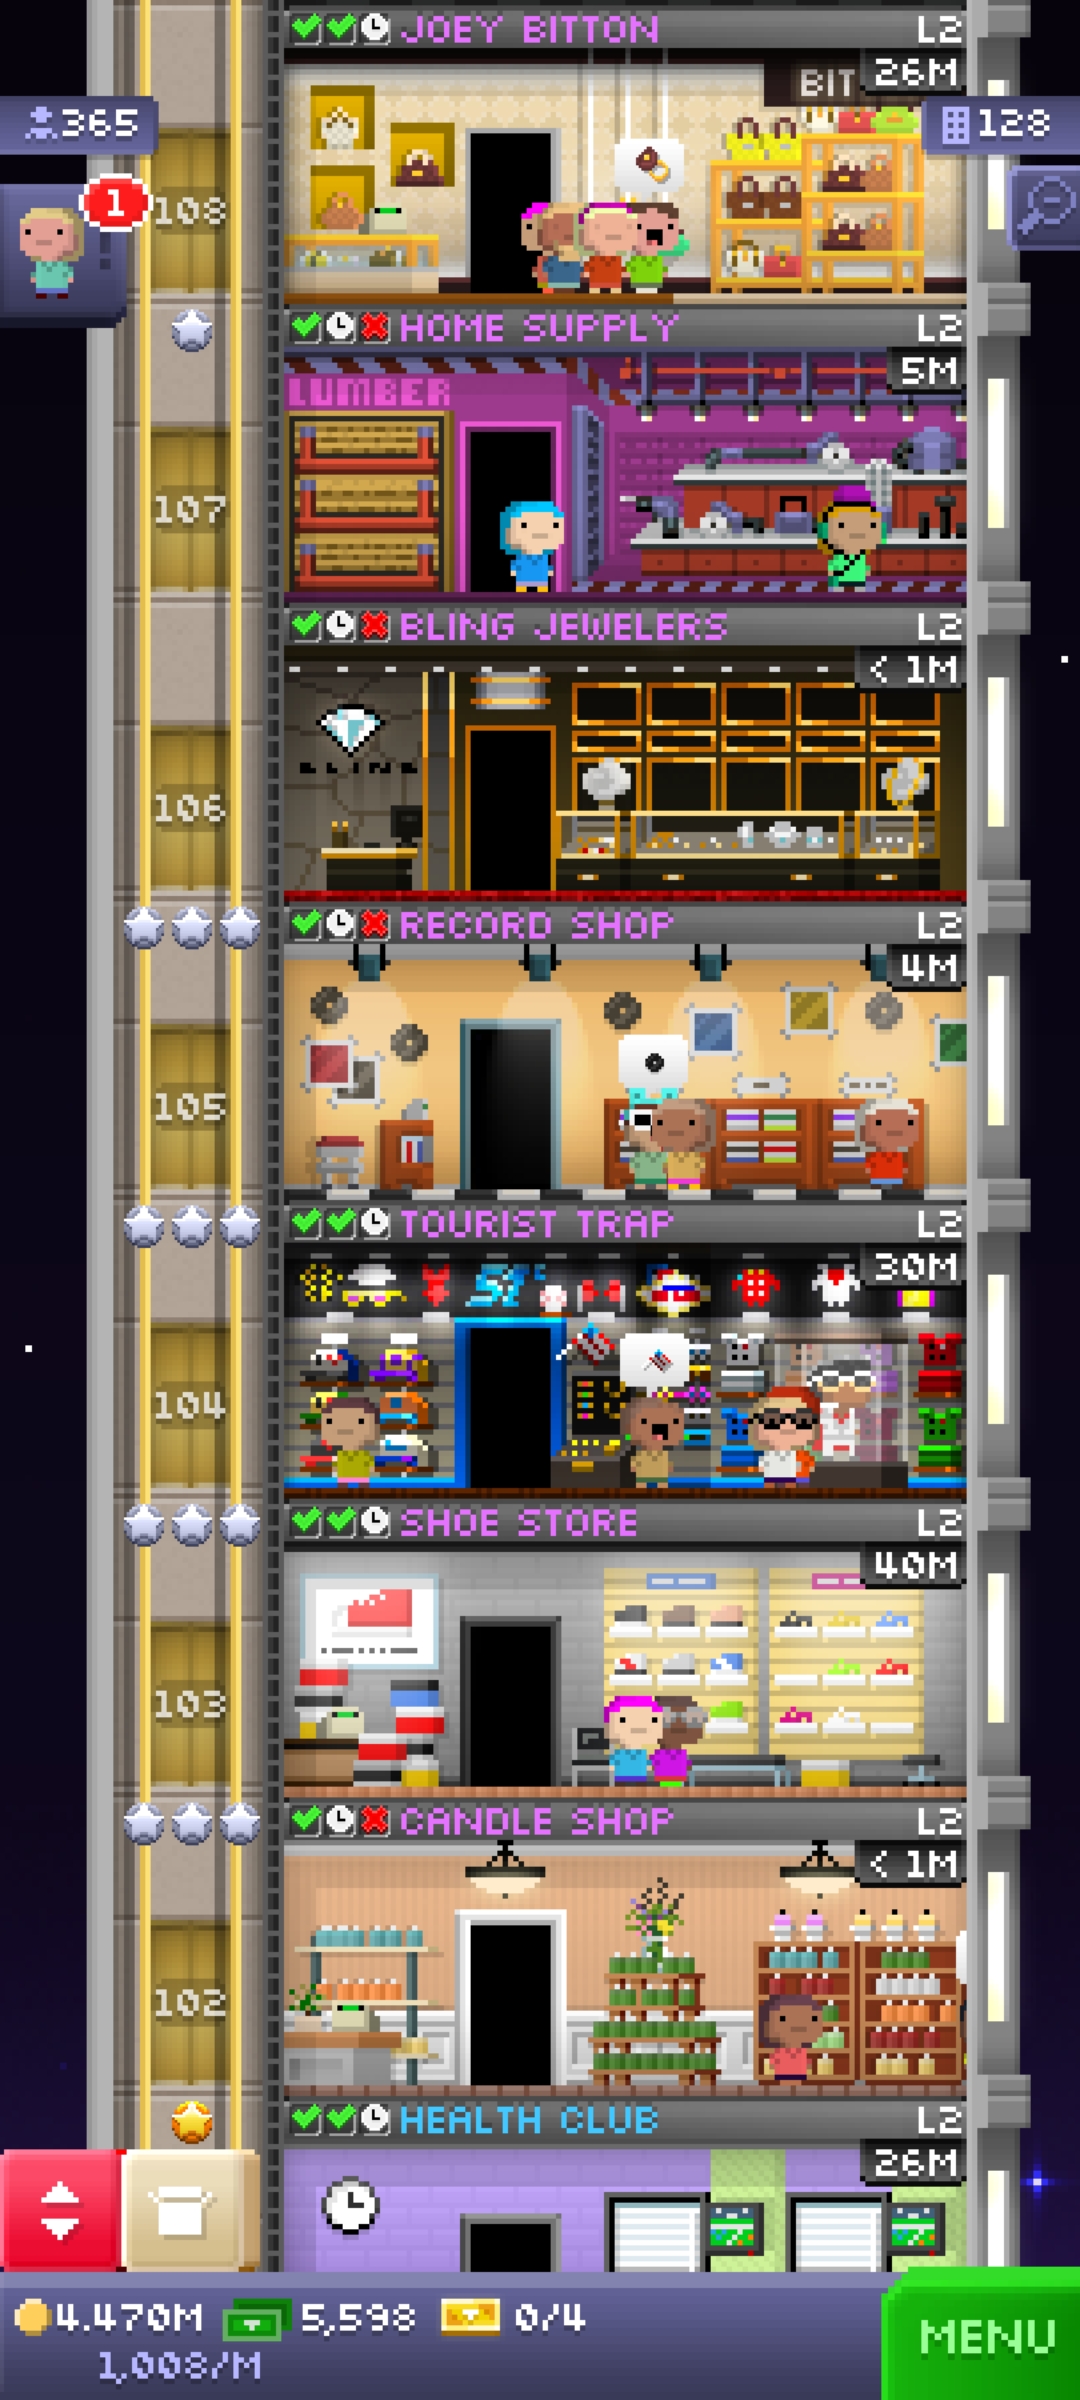 JOEY BITTON L2
26M
BIT
365
128
1
108
HOME SUPPLY L2
5M
LUMBER
107
BLING JEWELERS L2
< 1M
BLING
106
RECORD SHOP L2
4M
105
TOURIST TRAP L2
30M
104
SHOE STORE L2
40M
103
CANDLE SHOP L2
< 1M
102
HEALTH CLUB L2
26M
4.470M 5,598 0/4
1,008/M
MENU